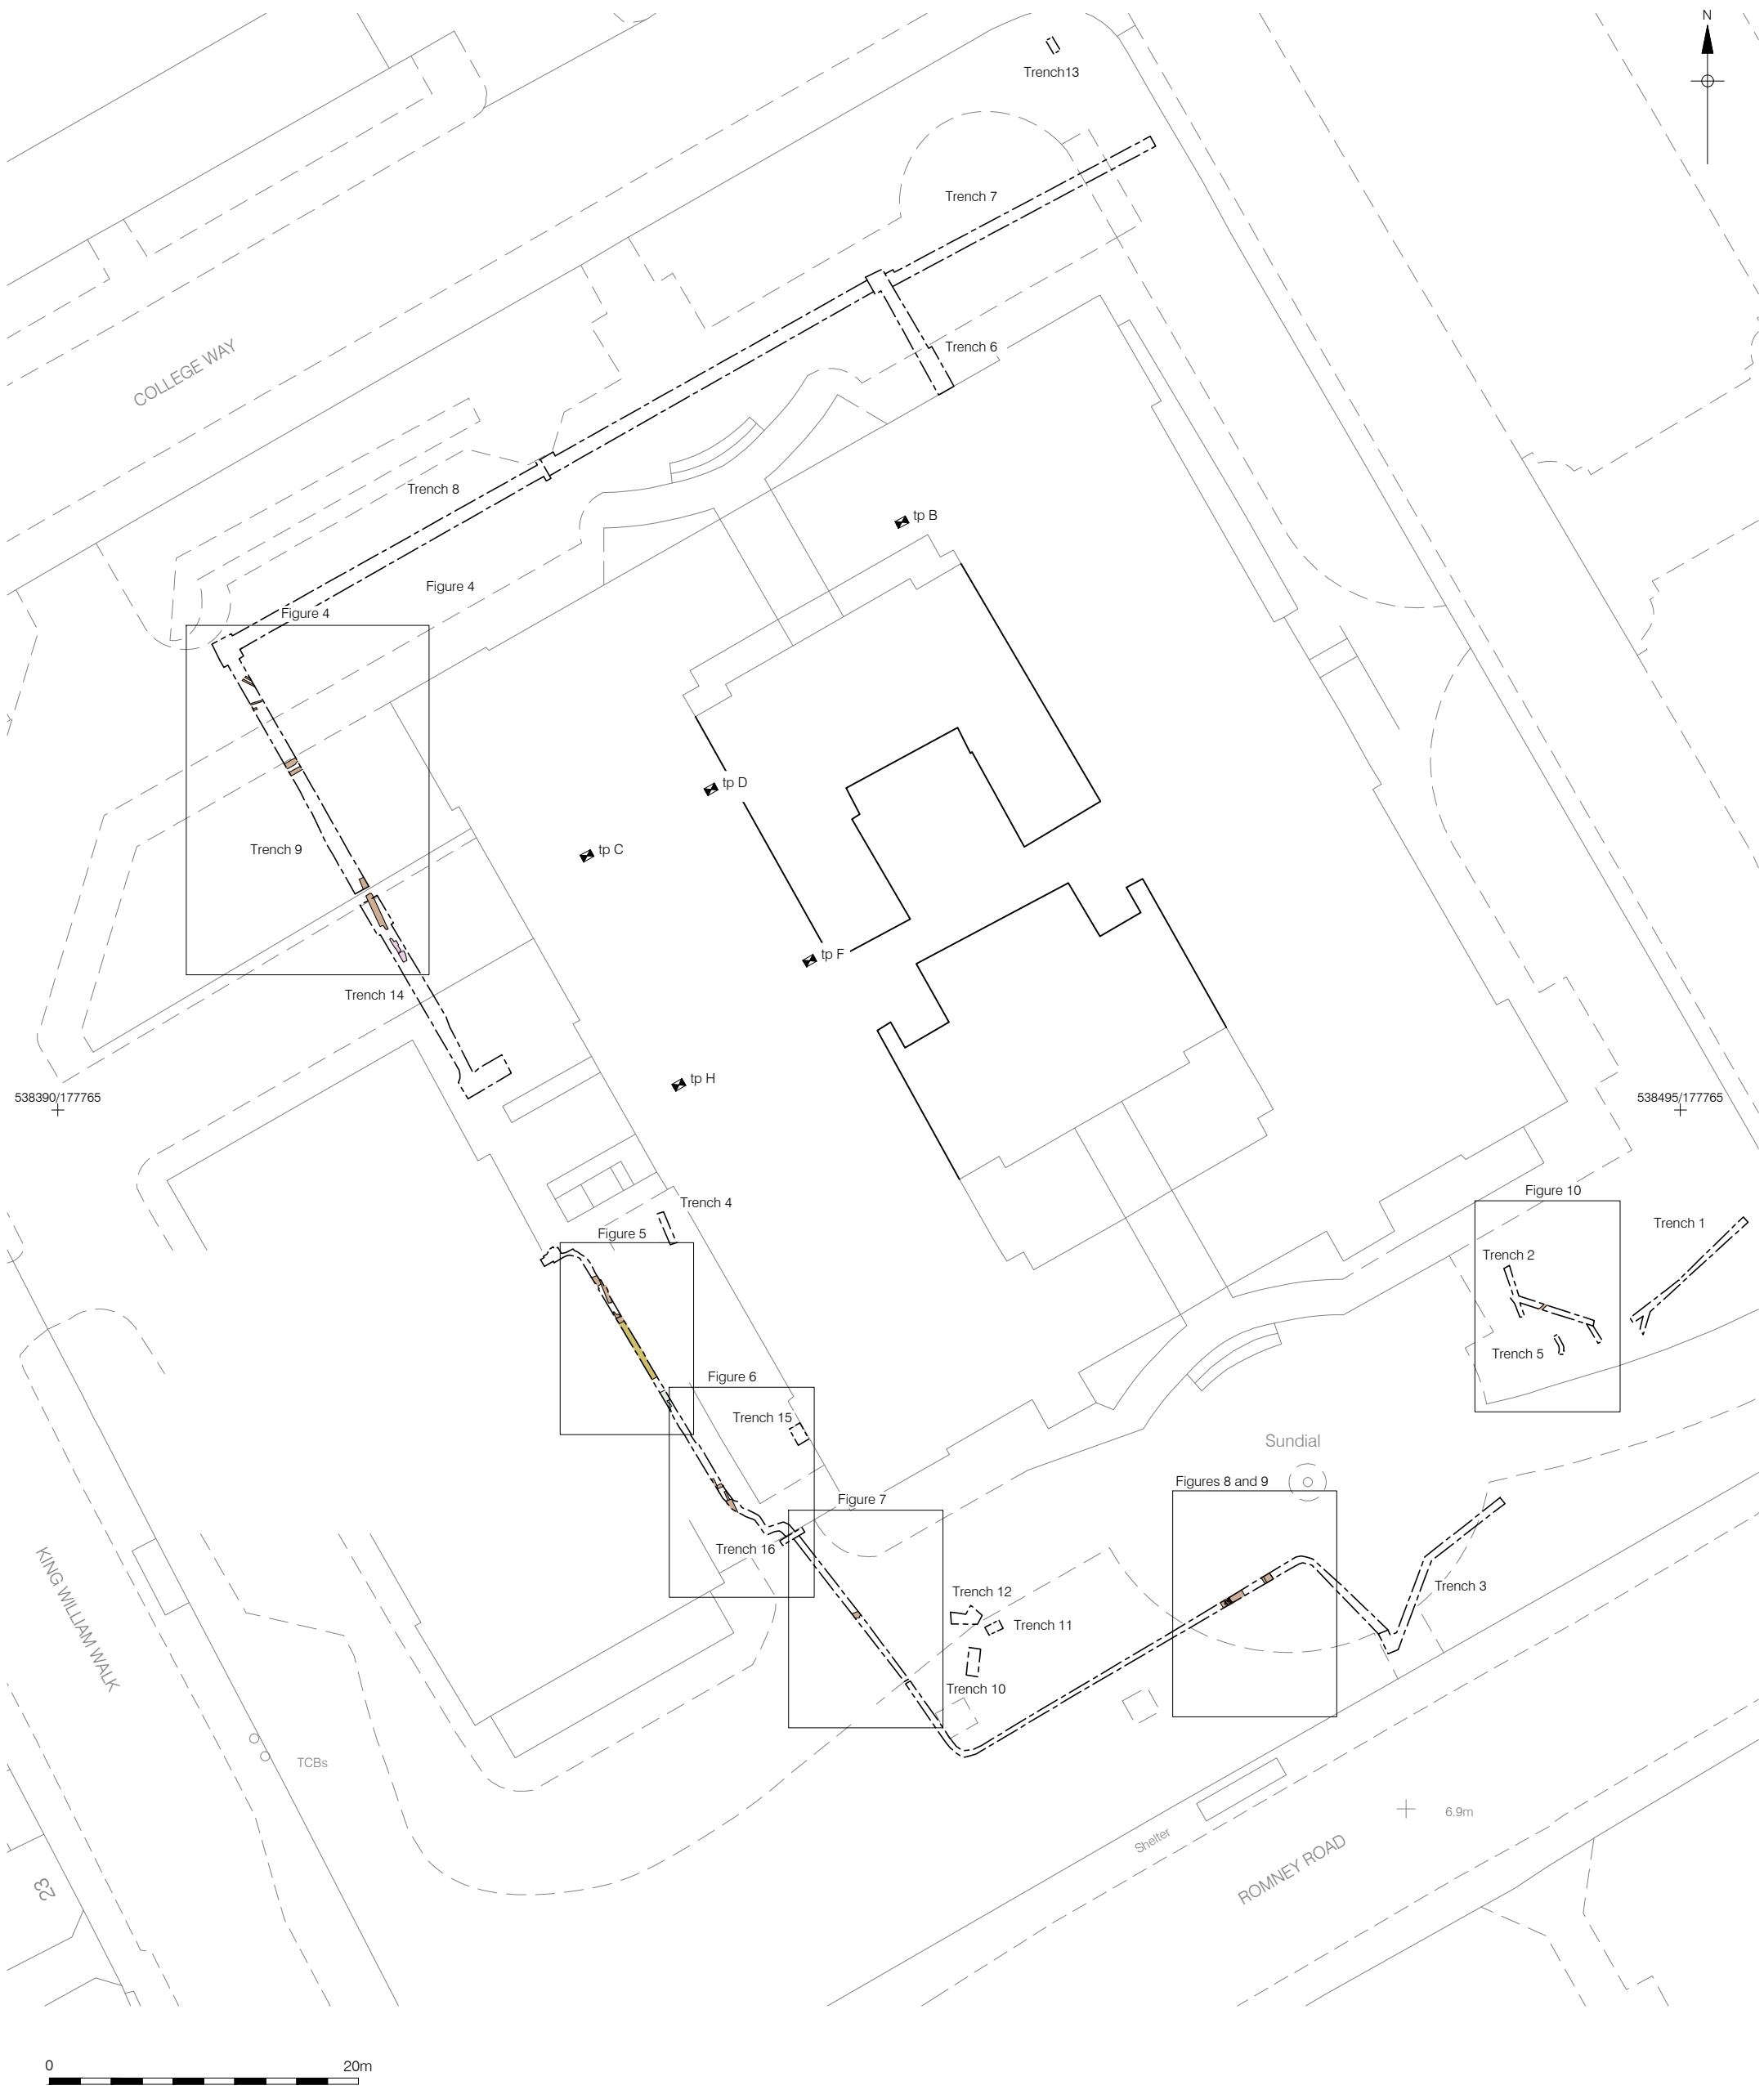 N
Trench13
Trench 7
COLLEGE WAY
Trench 6
Trench 8
tp B
Figure 4
Figure 4
tp D
Trench 9
tp C
tp F
Trench 14
tp H
538390/177765
538495/177765
Figure 10
Trench 4
Trench 1
Figure 5
Trench 2
Trench 5
Figure 6
Trench 15
Sundial
Figures 8 and 9
Figure 7
Trench 16
KING WILLIAM WALK
Trench 12
Trench 3
Trench 11
Trench 10
TCBs
6.9m
Shelter
ROMNEY ROAD
23
0 20m